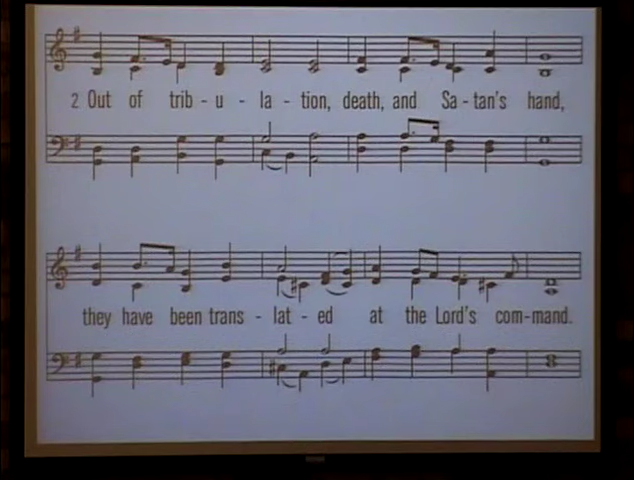 2 Out of trib - u - la - tion, death, and Sa - tan's hand,
they have been trans - lat - ed at the Lord's com - mand.